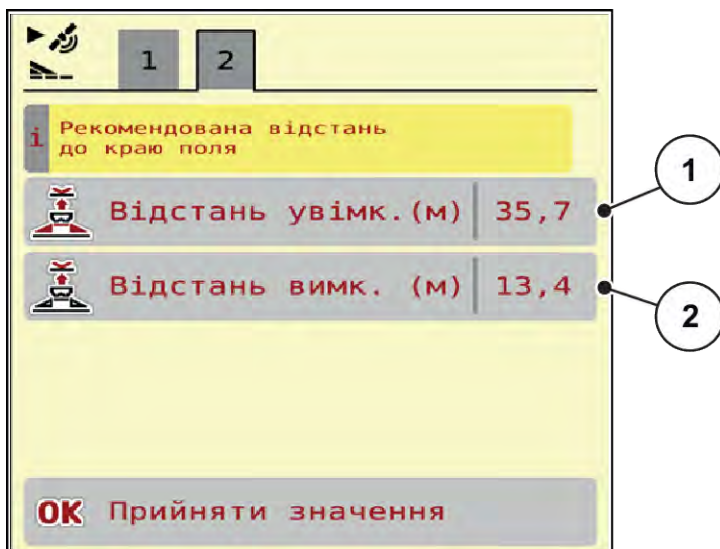 1 2
i Рекомендована відстань
до краю поля
Відстань увімк.(м) 35,7
1
Відстань вимк. (м) 13,4
2
OK Прийняти значення